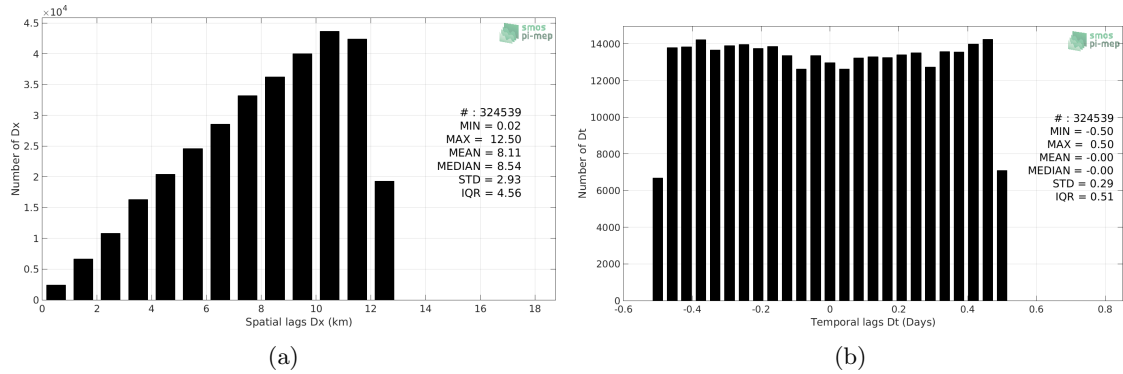 ×10^4
4.5
4
3.5
3
2.5
2
1.5
1
0.5
0
Number of Dx
0 2 4 6 8 10 12 14 16 18
Spatial lags Dx (km)
smos
pi-mep
# : 324539
MIN = 0.02
MAX = 12.50
MEAN = 8.11
MEDIAN = 8.54
STD = 2.93
IQR = 4.56
(a)
14000
12000
10000
8000
6000
4000
2000
0
Number of Dt
-0.6 -0.4 -0.2 0 0.2 0.4 0.6 0.8
Temporal lags Dt (Days)
smos
pi-mep
# : 324539
MIN = -0.50
MAX = 0.50
MEAN = -0.00
MEDIAN = -0.00
STD = 0.29
IQR = 0.51
(b)